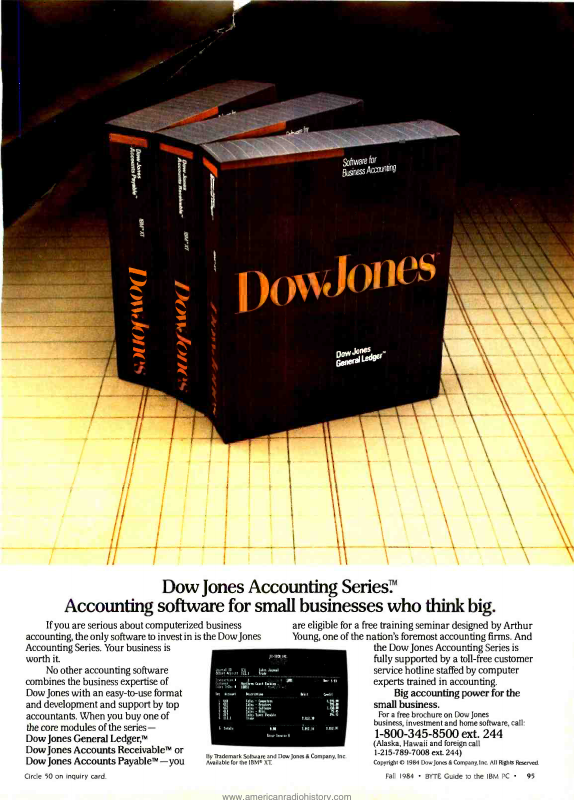 Software for
Business Accounting
DowJones
Dow Jones
General Ledger™
Dow Jones
Accounts Receivable™
IBM® XT
DowJones
Dow Jones
Accounts Payable™
IBM® XT
DowJones
Dow Jones Accounting Series.™
Accounting software for small businesses who think big.
If you are serious about computerized business
accounting, the only software to invest in is the Dow Jones
Accounting Series. Your business is
worth it.
No other accounting software
combines the business expertise of
Dow Jones with an easy-to-use format
and development and support by top
accountants. When you buy one of
the core modules of the series—
Dow Jones General Ledger,™
Dow Jones Accounts Receivable™ or
Dow Jones Accounts Payable™—you
By Trademark Software and Dow Jones & Company, Inc.
Available for the IBM® XT.
are eligible for a free training seminar designed by Arthur
Young, one of the nation's foremost accounting firms. And
the Dow Jones Accounting Series is
fully supported by a toll-free customer
service hotline staffed by computer
experts trained in accounting.
Big accounting power for the
small business.
For a free brochure on Dow Jones
business, investment and home software, call:
1-800-345-8500 ext. 244
(Alaska, Hawaii and foreign call
1-215-789-7008 ext. 244)
Copyright © 1984 Dow Jones & Company, Inc. All Rights Reserved.
Circle 50 on inquiry card.
Fall 1984 • BYTE Guide to the IBM PC • 95
www.americanradiohistory.com